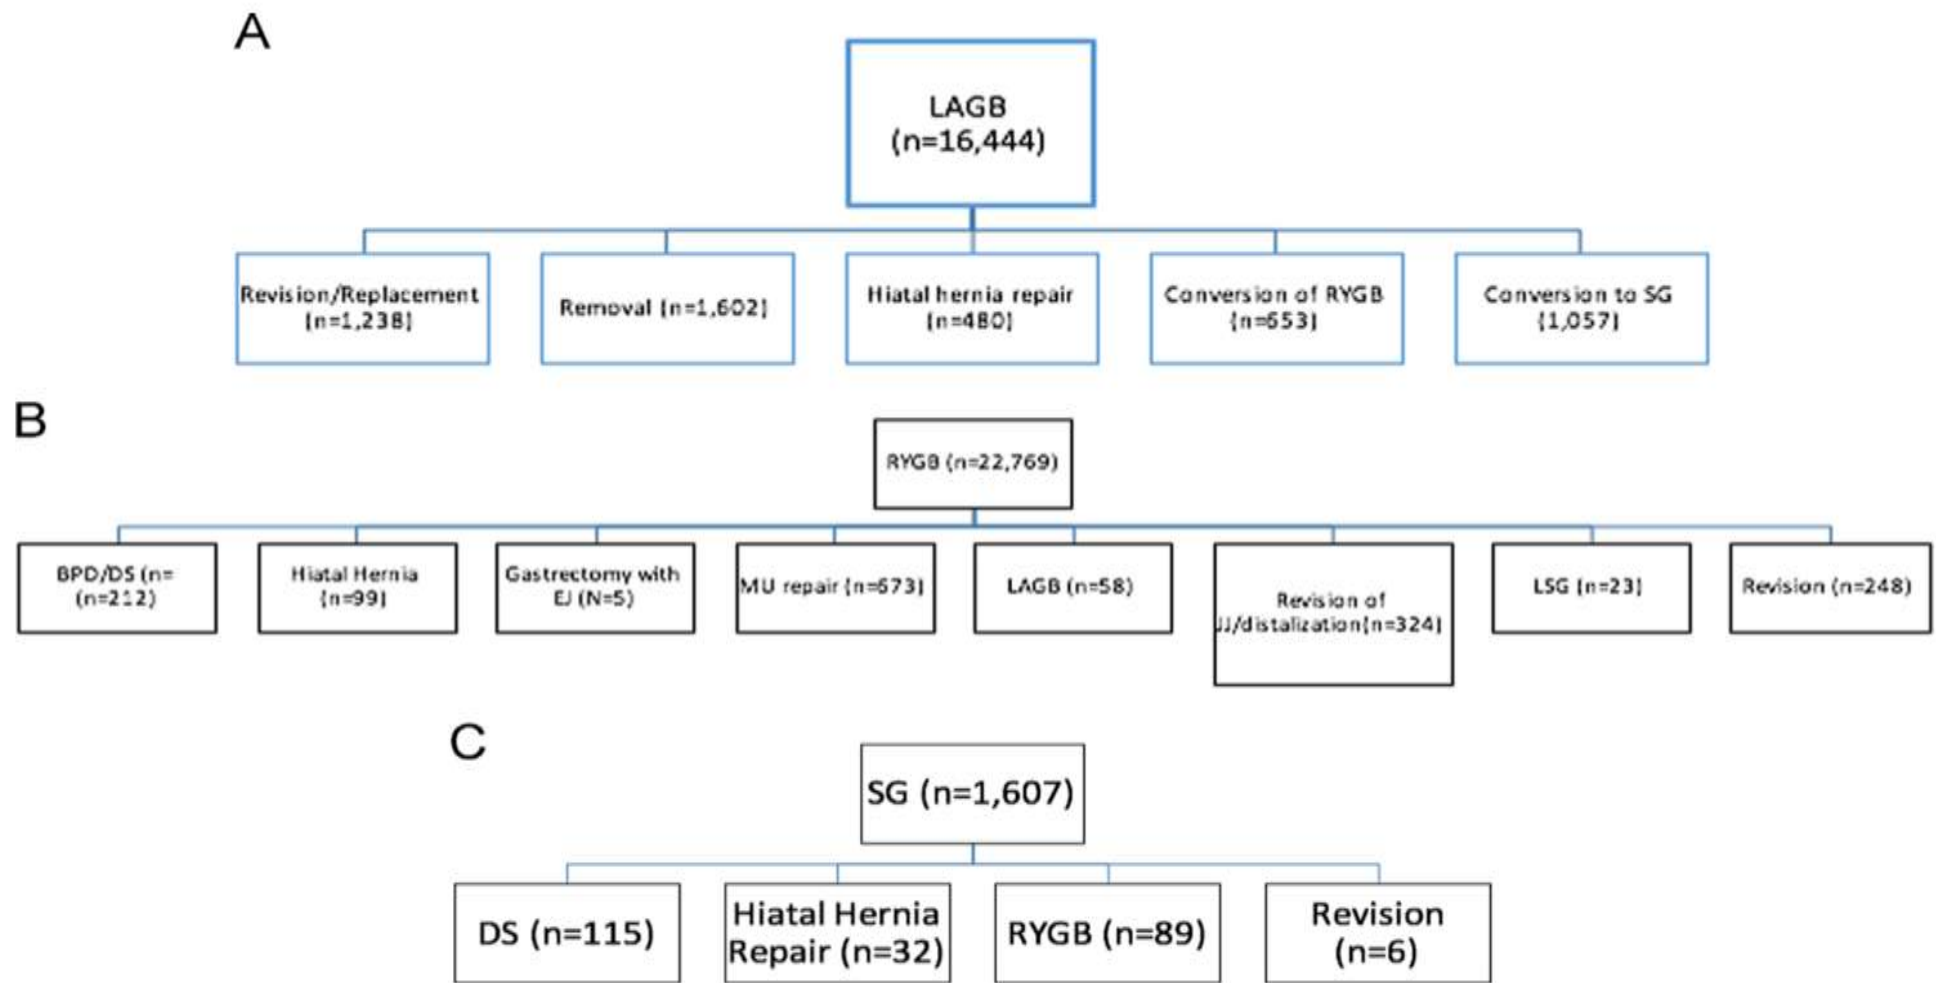 A
LAGB
(n=16,444)
Revision/Replacement
(n=1,238)
Removal (n=1,602)
Hiatal hernia repair
(n=480)
Conversion of RYGB
(n=653)
Conversion to SG
(1,057)
B
RYGB (n=22,769)
BPD/DS (n=
(n=212)
Hiatal Hernia
(n=99)
Gastrectomy with
EJ (N=5)
MU repair (n=673)
LAGB (n=58)
Revision of
JJ/distalization(n=324)
LSG (n=23)
Revision (n=248)
C
SG (n=1,607)
DS (n=115)
Hiatal Hernia
Repair (n=32)
RYGB (n=89)
Revision
(n=6)